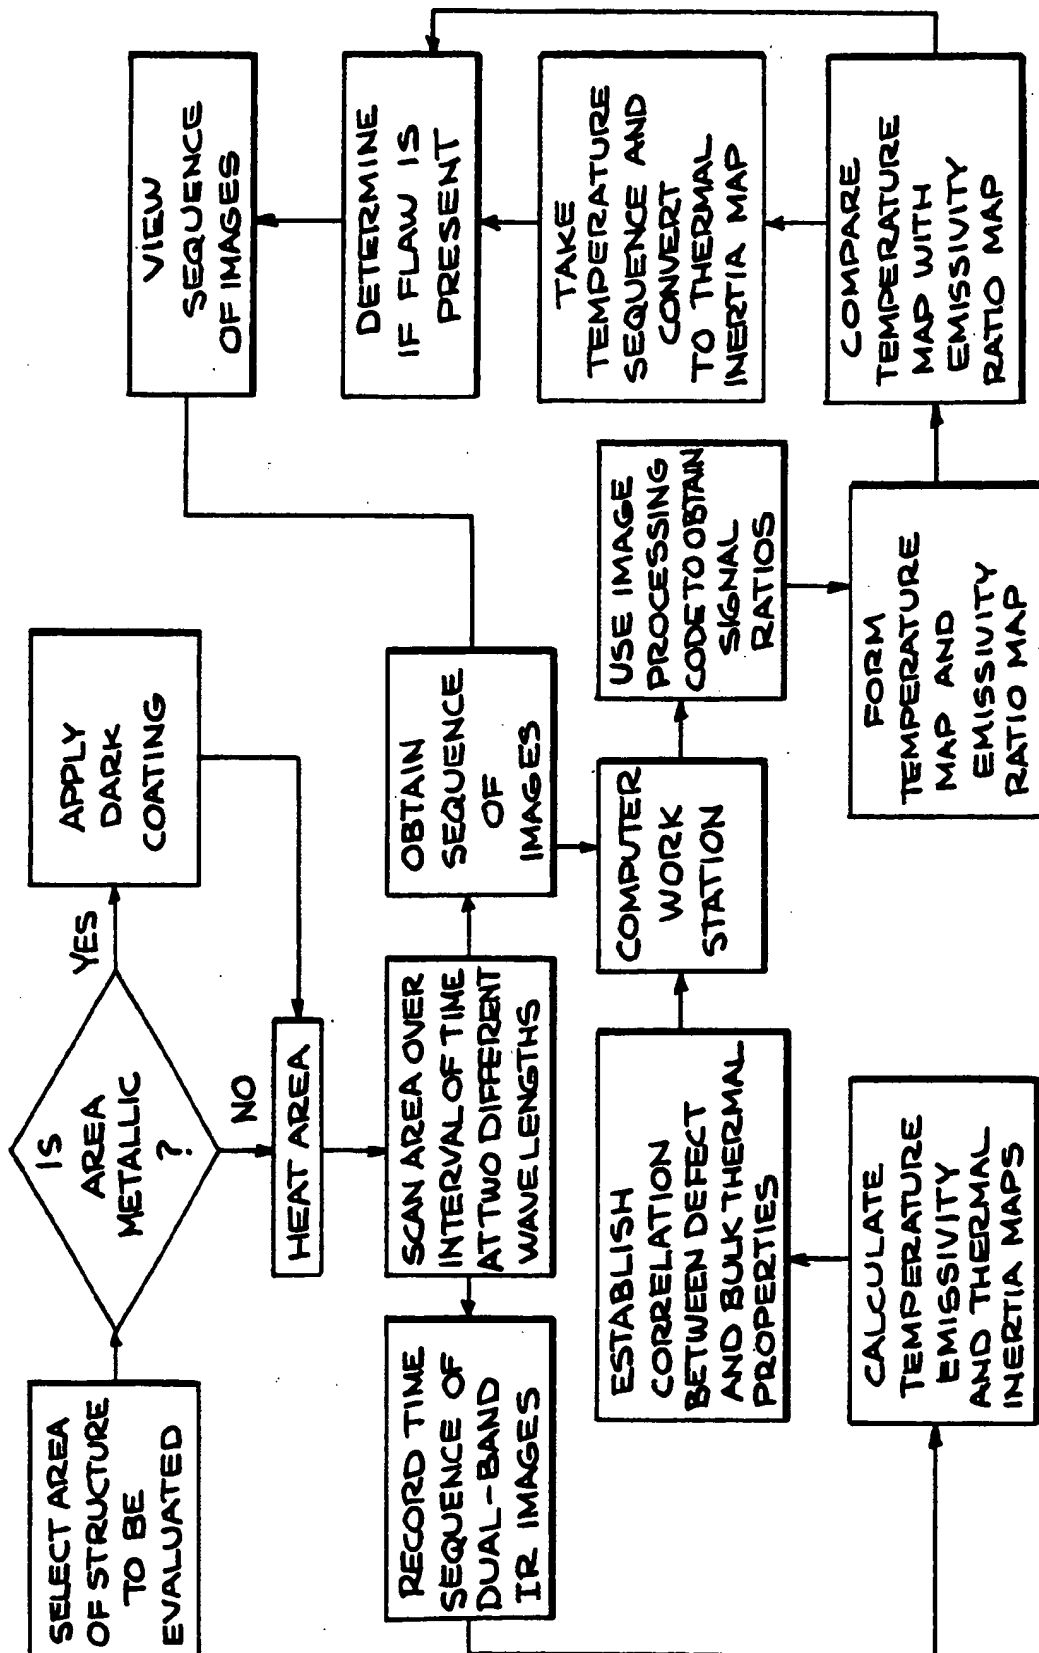 SELECT AREA
OF STRUCTURE
TO BE
EVALUATED
IS
AREA
METALLIC
?
YES
NO
APPLY
DARK
COATING
HEAT AREA
RECORD TIME
SEQUENCE OF
DUAL-BAND
IR IMAGES
SCAN AREA OVER
INTERVAL OF TIME
AT TWO DIFFERENT
WAVE LENGTHS
OBTAIN
SEQUENCE
OF
IMAGES
VIEW
SEQUENCE
OF IMAGES
DETERMINE
IF FLAW IS
PRESENT
ESTABLISH
CORRELATION
BETWEEN DEFECT
AND BULK THERMAL
PROPERTIES
COMPUTER
WORK
STATION
USE IMAGE
PROCESSING
CODE TO OBTAIN
SIGNAL
RATIOS
TAKE
TEMPERATURE
SEQUENCE AND
CONVERT
TO THERMAL
INERTIA MAP
CALCULATE
TEMPERATURE
EMISSIVITY
AND THERMAL
INERTIA MAPS
FORM
TEMPERATURE
MAP AND
EMISSIVITY
RATIO MAP
COMPARE
TEMPERATURE
MAP WITH
EMISSIVITY
RATIO MAP